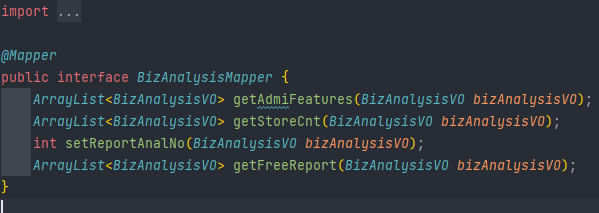 import ...
@Mapper
public interface BizAnalysisMapper {
ArrayList<BizAnalysisVO> getAdmiFeatures(BizAnalysisVO bizAnalysisVO);
ArrayList<BizAnalysisVO> getStoreCnt(BizAnalysisVO bizAnalysisVO);
int setReportAnalNo(BizAnalysisVO bizAnalysisVO);
ArrayList<BizAnalysisVO> getFreeReport(BizAnalysisVO bizAnalysisVO);
}